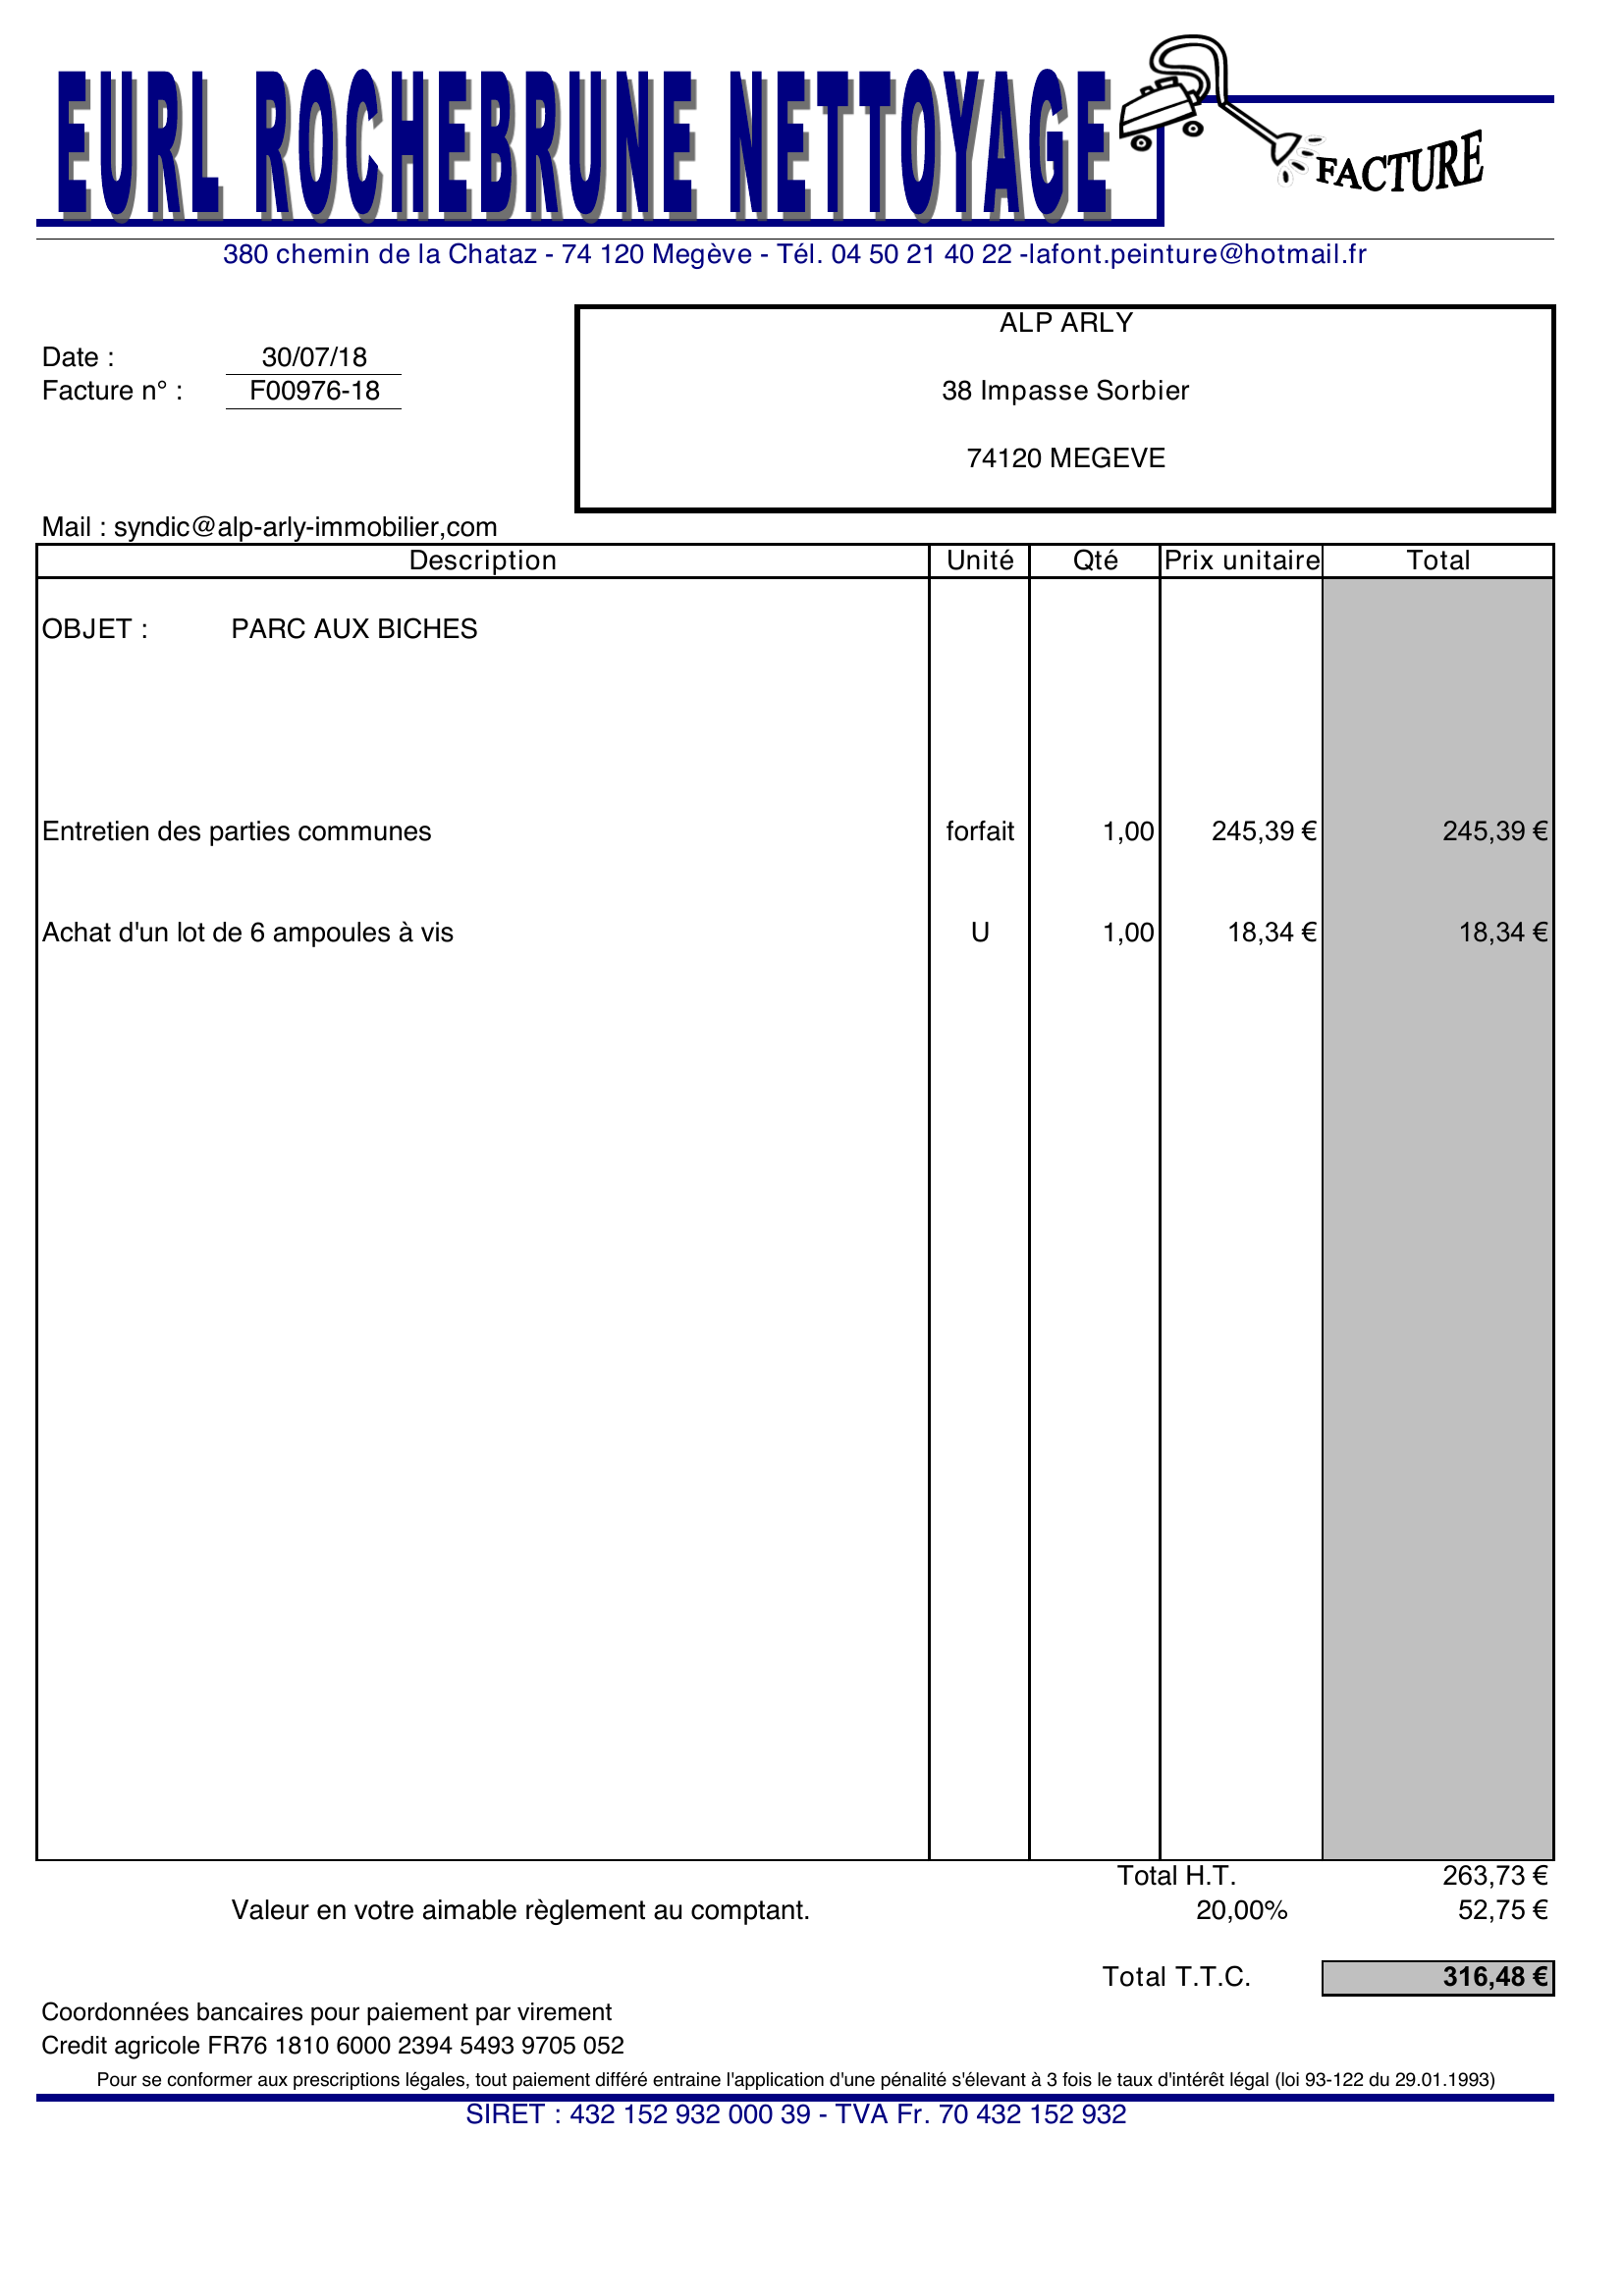 EURL ROCHEBRUNE NETTOYAGE
FACTURE
380 chemin de la Chataz - 74 120 Megève - Tél. 04 50 21 40 22 -lafont.peinture@hotmail.fr
ALP ARLY
Date : 30/07/18
Facture n° : F00976-18
38 Impasse Sorbier
74120 MEGEVE
Mail : syndic@alp-arly-immobilier,com
Description Unité Qté Prix unitaire Total
OBJET : PARC AUX BICHES
Entretien des parties communes forfait 1,00 245,39 € 245,39 €
Achat d'un lot de 6 ampoules à vis U 1,00 18,34 € 18,34 €
Total H.T. 263,73 €
Valeur en votre aimable règlement au comptant. 20,00% 52,75 €
Total T.T.C. 316,48 €
Coordonnées bancaires pour paiement par virement
Credit agricole FR76 1810 6000 2394 5493 9705 052
Pour se conformer aux prescriptions légales, tout paiement différé entraine l'application d'une pénalité s'élevant à 3 fois le taux d'intérêt légal (loi 93-122 du 29.01.1993)
SIRET : 432 152 932 000 39 - TVA Fr. 70 432 152 932